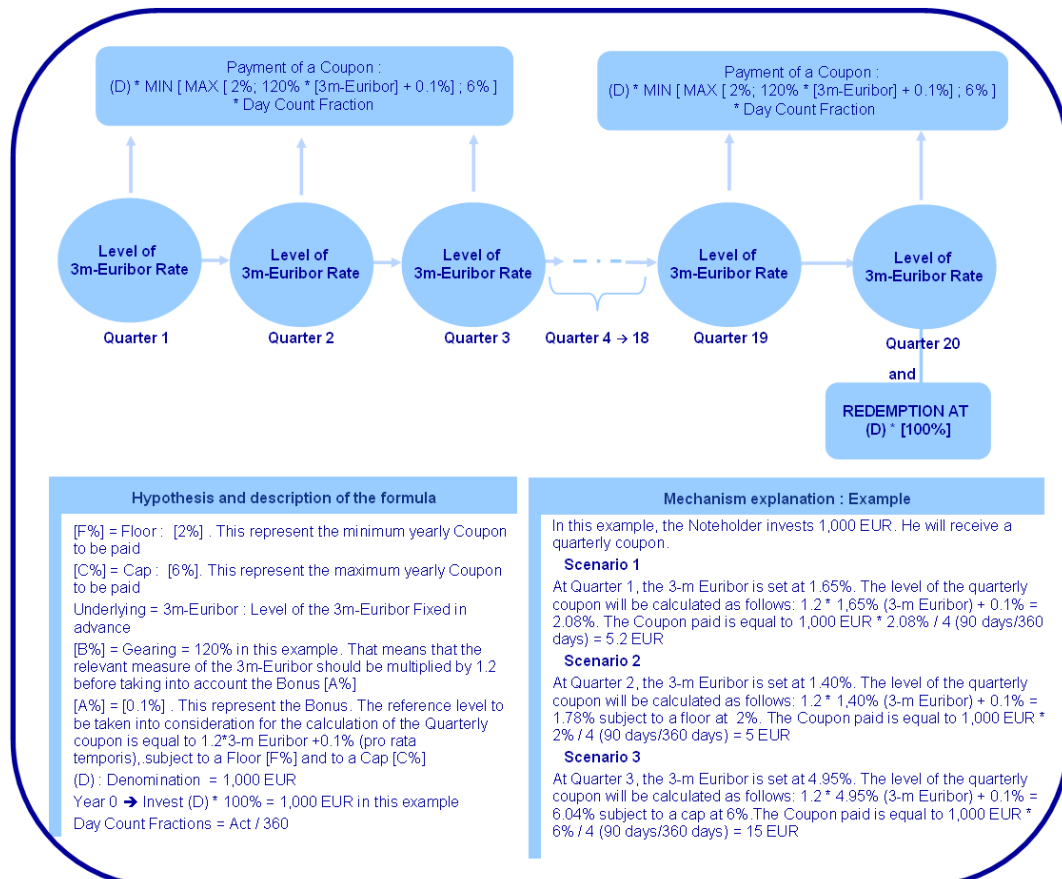 Payment of a Coupon :
(D) * MIN [ MAX [ 2%; 120% * [3m-Euribor] + 0.1%] ; 6% ]
* Day Count Fraction
Payment of a Coupon :
(D) * MIN [ MAX [ 2%; 120% * [3m-Euribor] + 0.1%] ; 6% ]
* Day Count Fraction
Level of
3m-Euribor Rate
Level of
3m-Euribor Rate
Level of
3m-Euribor Rate
Level of
3m-Euribor Rate
Level of
3m-Euribor Rate
Quarter 1
Quarter 2
Quarter 3
Quarter 4 → 18
Quarter 19
Quarter 20
and
REDEMPTION AT
(D) * [100%]
Hypothesis and description of the formula
[F%] = Floor : [2%] . This represent the minimum yearly Coupon
to be paid
[C%] = Cap : [6%]. This represent the maximum yearly Coupon
to be paid
Underlying = 3m-Euribor : Level of the 3m-Euribor Fixed in
advance
[B%] = Gearing = 120% in this example. That means that the
relevant measure of the 3m-Euribor should be multiplied by 1.2
before taking into account the Bonus [A%]
[A%] = [0.1%] . This represent the Bonus. The reference level to
be taken into consideration for the calculation of the Quarterly
coupon is equal to 1.2*3-m Euribor +0.1% (pro rata
temporis), subject to a Floor [F%] and to a Cap [C%]
(D) : Denomination = 1,000 EUR
Year 0 ➔ Invest (D) * 100% = 1,000 EUR in this example
Day Count Fractions = Act / 360
Mechanism explanation : Example
In this example, the Noteholder invests 1,000 EUR. He will receive a
quarterly coupon.
Scenario 1
At Quarter 1, the 3-m Euribor is set at 1.65%. The level of the quarterly
coupon will be calculated as follows: 1.2 * 1,65% (3-m Euribor) + 0.1% =
2.08%. The Coupon paid is equal to 1,000 EUR * 2.08% / 4 (90 days/360
days) = 5.2 EUR
Scenario 2
At Quarter 2, the 3-m Euribor is set at 1.40%. The level of the quarterly
coupon will be calculated as follows: 1.2 * 1,40% (3-m Euribor) + 0.1% =
1.78% subject to a floor at 2%. The Coupon paid is equal to 1,000 EUR *
2% / 4 (90 days/360 days) = 5 EUR
Scenario 3
At Quarter 3, the 3-m Euribor is set at 4.95%. The level of the quarterly
coupon will be calculated as follows: 1.2 * 4.95% (3-m Euribor) + 0.1% =
6.04% subject to a cap at 6%.The Coupon paid is equal to 1,000 EUR *
6% / 4 (90 days/360 days) = 15 EUR